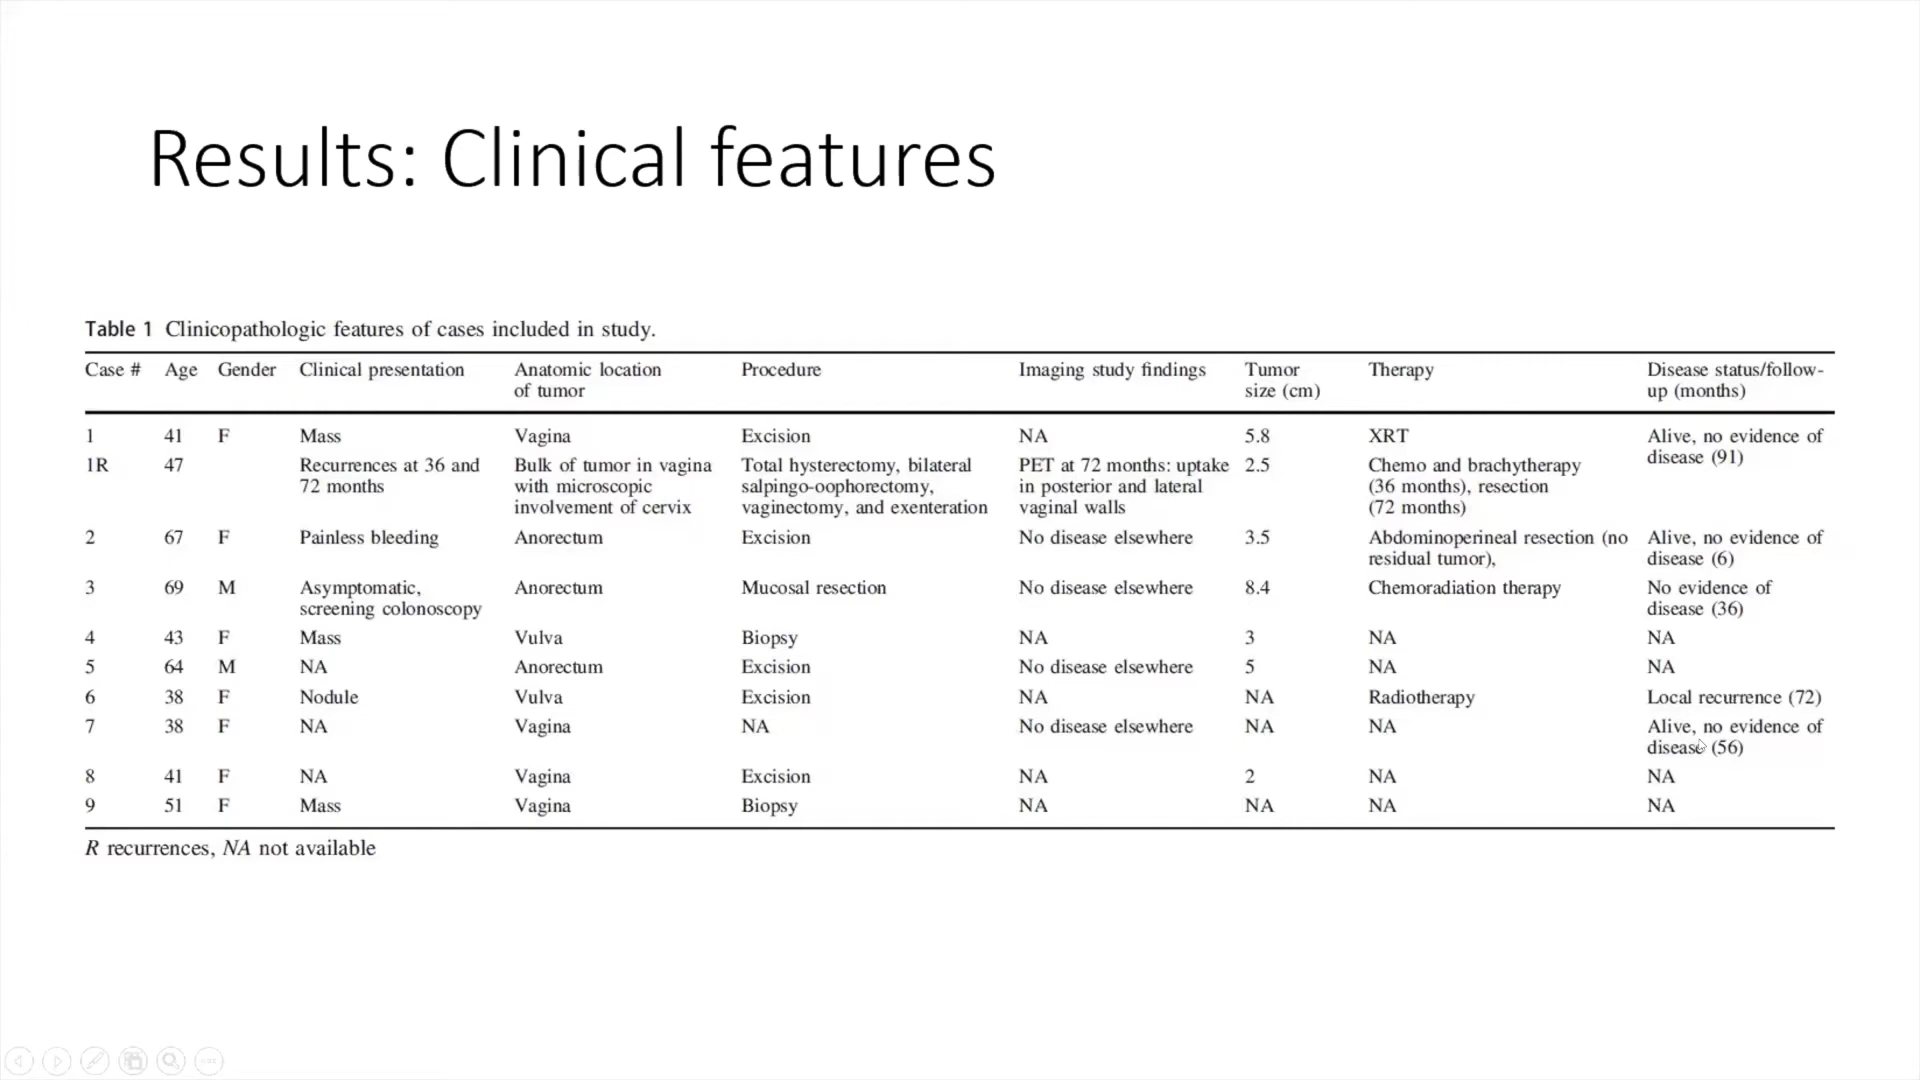 Results: Clinical features
Table 1 Clinicopathologic features of cases included in study.
Case # Age Gender Clinical presentation Anatomic location of tumor Procedure Imaging study findings Tumor size (cm) Therapy Disease status/follow-up (months)
1 41 F Mass Vagina Excision NA 5.8 XRT Alive, no evidence of disease (91)
1R 47 Recurrences at 36 and 72 months Bulk of tumor in vagina with microscopic involvement of cervix Total hysterectomy, bilateral salpingo-oophorectomy, vaginectomy, and exenteration PET at 72 months: uptake in posterior and lateral vaginal walls 2.5 Chemo and brachytherapy (36 months), resection (72 months)
2 67 F Painless bleeding Anorectum Excision No disease elsewhere 3.5 Abdominoperineal resection (no residual tumor), Alive, no evidence of disease (6)
3 69 M Asymptomatic, screening colonoscopy Anorectum Mucosal resection No disease elsewhere 8.4 Chemoradiation therapy No evidence of disease (36)
4 43 F Mass Vulva Biopsy NA 3 NA NA
5 64 M NA Anorectum Excision No disease elsewhere 5 NA NA
6 38 F Nodule Vulva Excision NA NA Radiotherapy Local recurrence (72)
7 38 F NA Vagina NA No disease elsewhere NA NA Alive, no evidence of disease (56)
8 41 F NA Vagina Excision NA 2 NA NA
9 51 F Mass Vagina Biopsy NA NA NA NA
R recurrences, NA not available